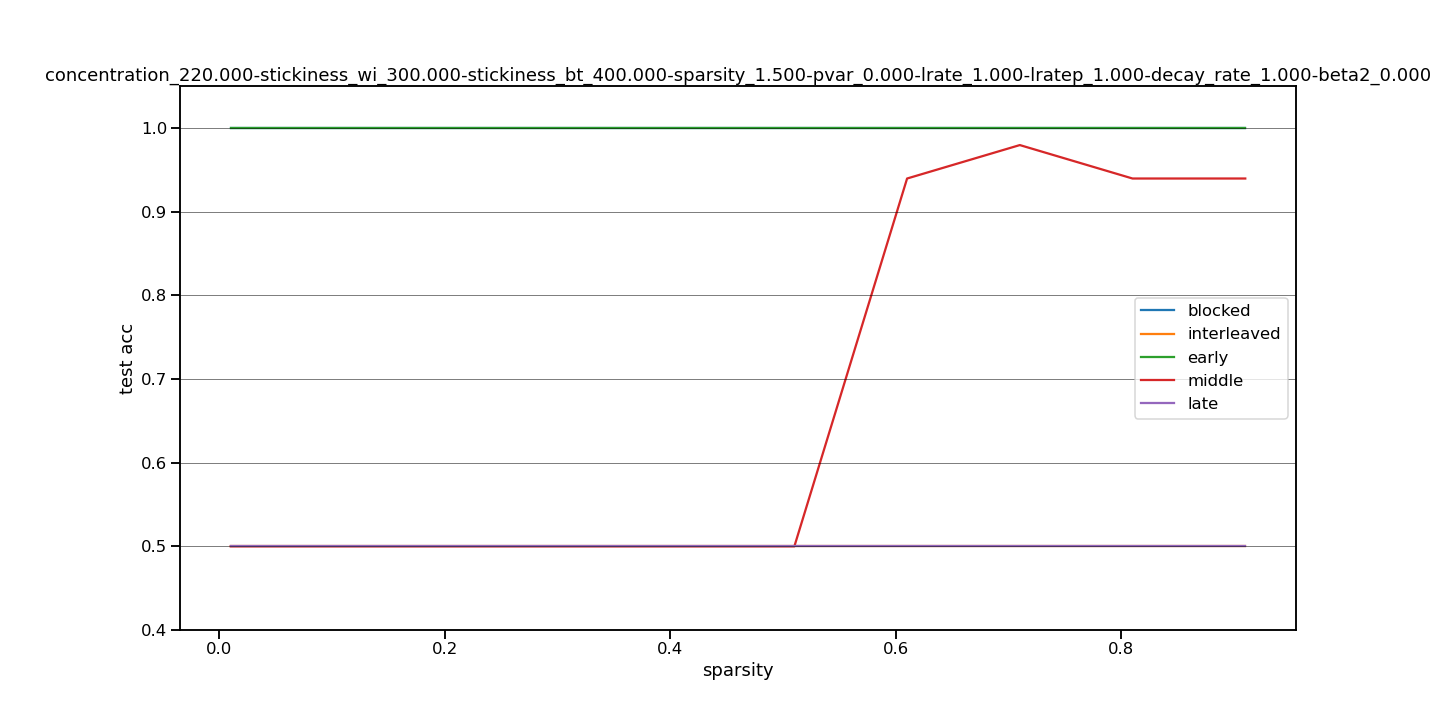 concentration_220.000-stickiness_wi_300.000-stickiness_bt_400.000-sparsity_1.500-pvar_0.000-lrate_1.000-lratep_1.000-decay_rate_1.000-beta2_0.000
1.0
0.9
0.8
0.7
0.6
0.5
0.4
test acc
blocked
interleaved
early
middle
late
0.0 0.2 0.4 0.6 0.8
sparsity